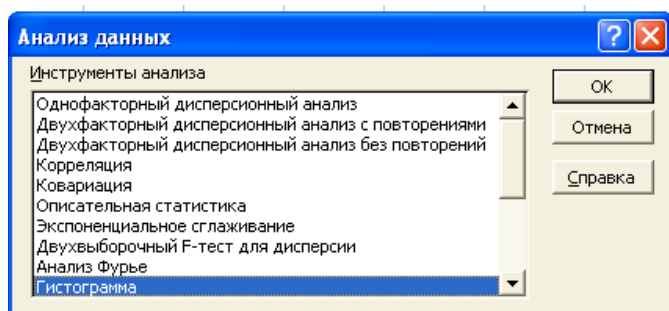 Анализ данных
Инструменты анализа
Однофакторный дисперсионный анализ
Двухфакторный дисперсионный анализ с повторениями
Двухфакторный дисперсионный анализ без повторений
Корреляция
Ковариация
Описательная статистика
Экспоненциальное сглаживание
Двухвыборочный F-тест для дисперсии
Анализ Фурье
Гистограмма
OK
Отмена
Справка